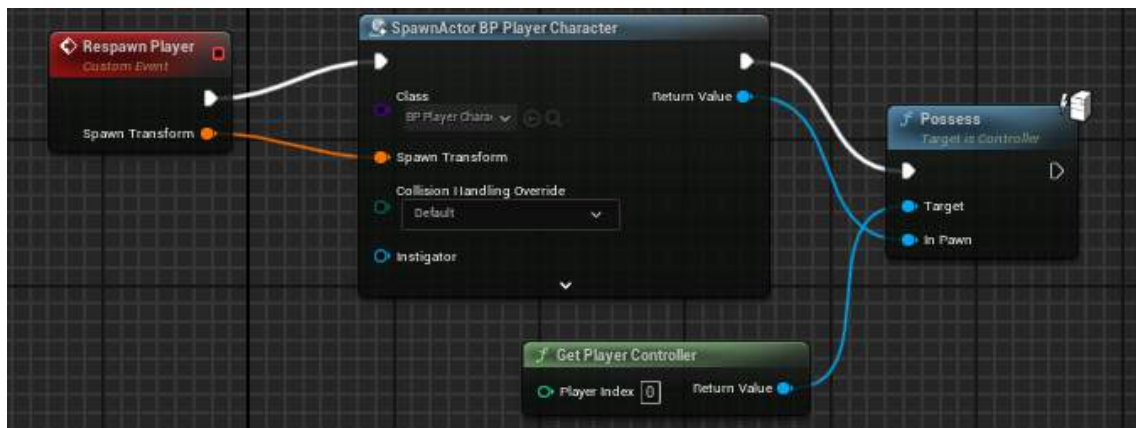 Respawn Player
Custom Event
Spawn Transform
SpawnActor BP Player Character
Class
Return Value
BP Player Chara
Spawn Transform
Collision Handling Override
Default
Instigator
f Possess
Target is Controller
Target
In Pawn
f Get Player Controller
Player Index 0
Return Value